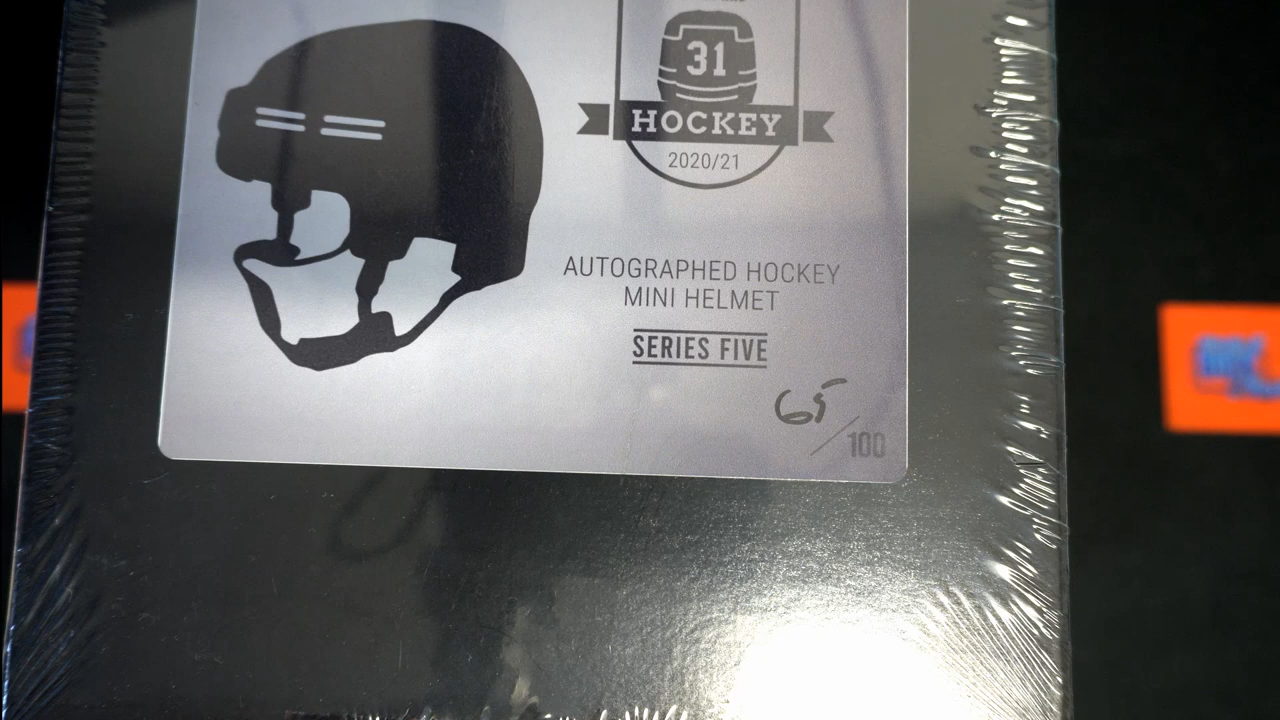 31
HOCKEY
2020/21
AUTOGRAPHED HOCKEY
MINI HELMET
SERIES FIVE
65/100